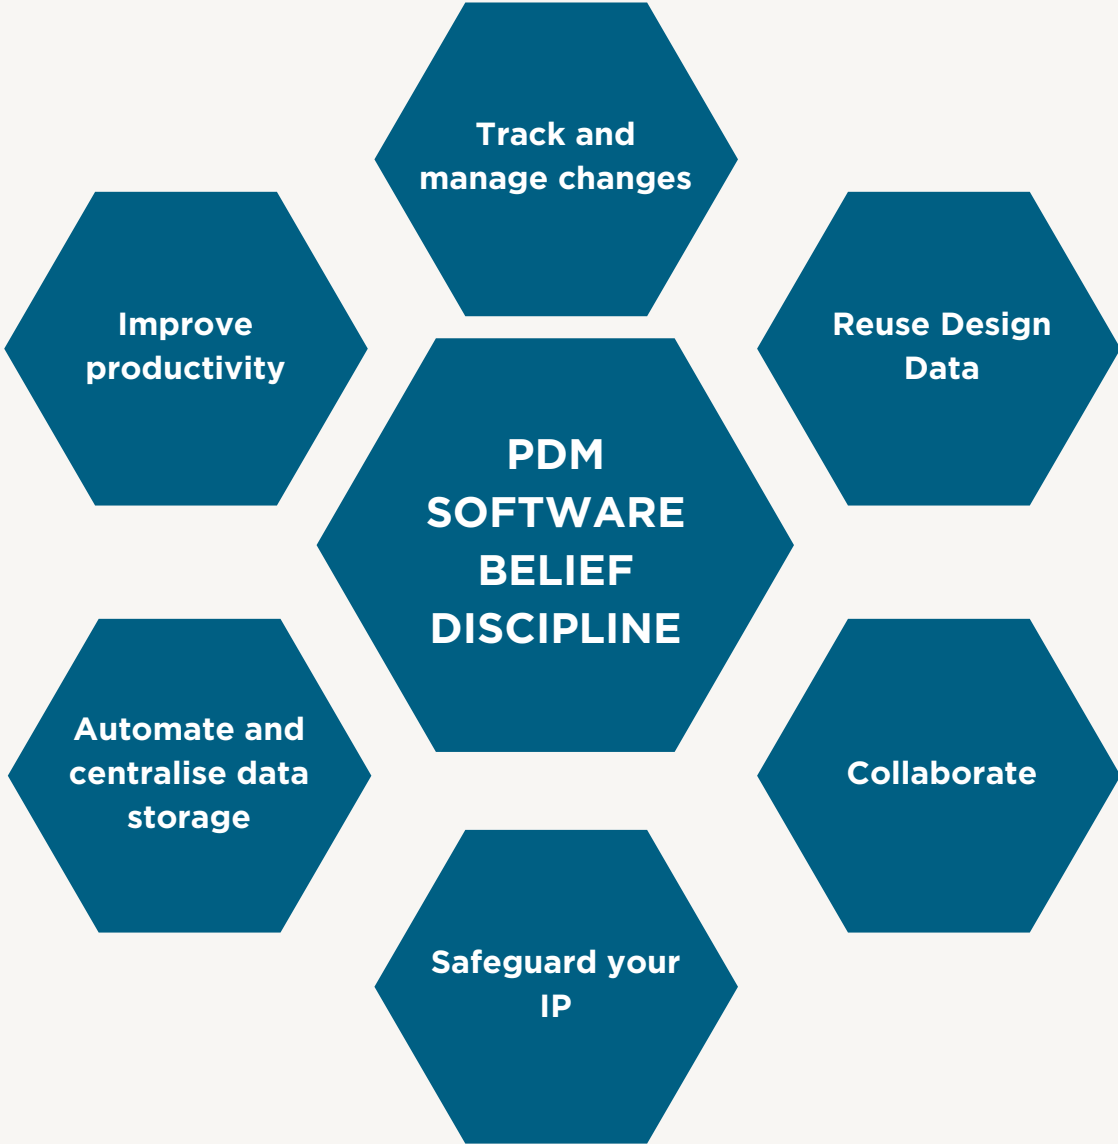 Track and
manage changes
Improve
productivity
Reuse Design
Data
PDM
SOFTWARE
BELIEF
DISCIPLINE
Automate and
centralise data
storage
Collaborate
Safeguard your
IP